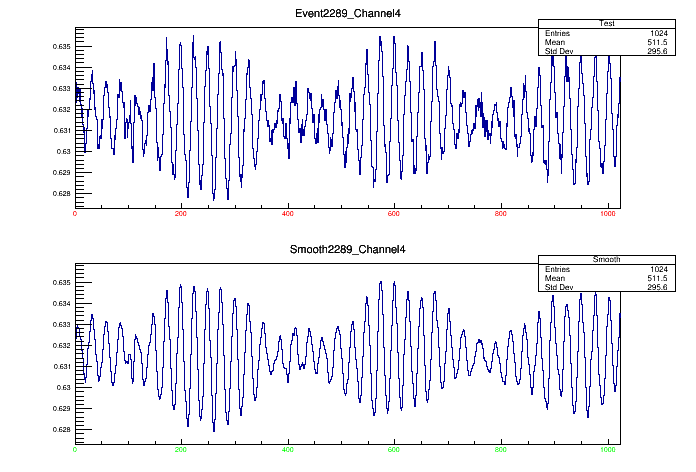 Event2289_Channel4
Test
Entries 1024
Mean 511.5
Std Dev 295.6
0.635
0.634
0.633
0.632
0.631
0.63
0.629
0.628
0 200 400 600 800 1000
Smooth2289_Channel4
Smooth
Entries 1024
Mean 511.5
Std Dev 295.6
0.635
0.634
0.633
0.632
0.631
0.63
0.629
0.628
0 200 400 600 800 1000